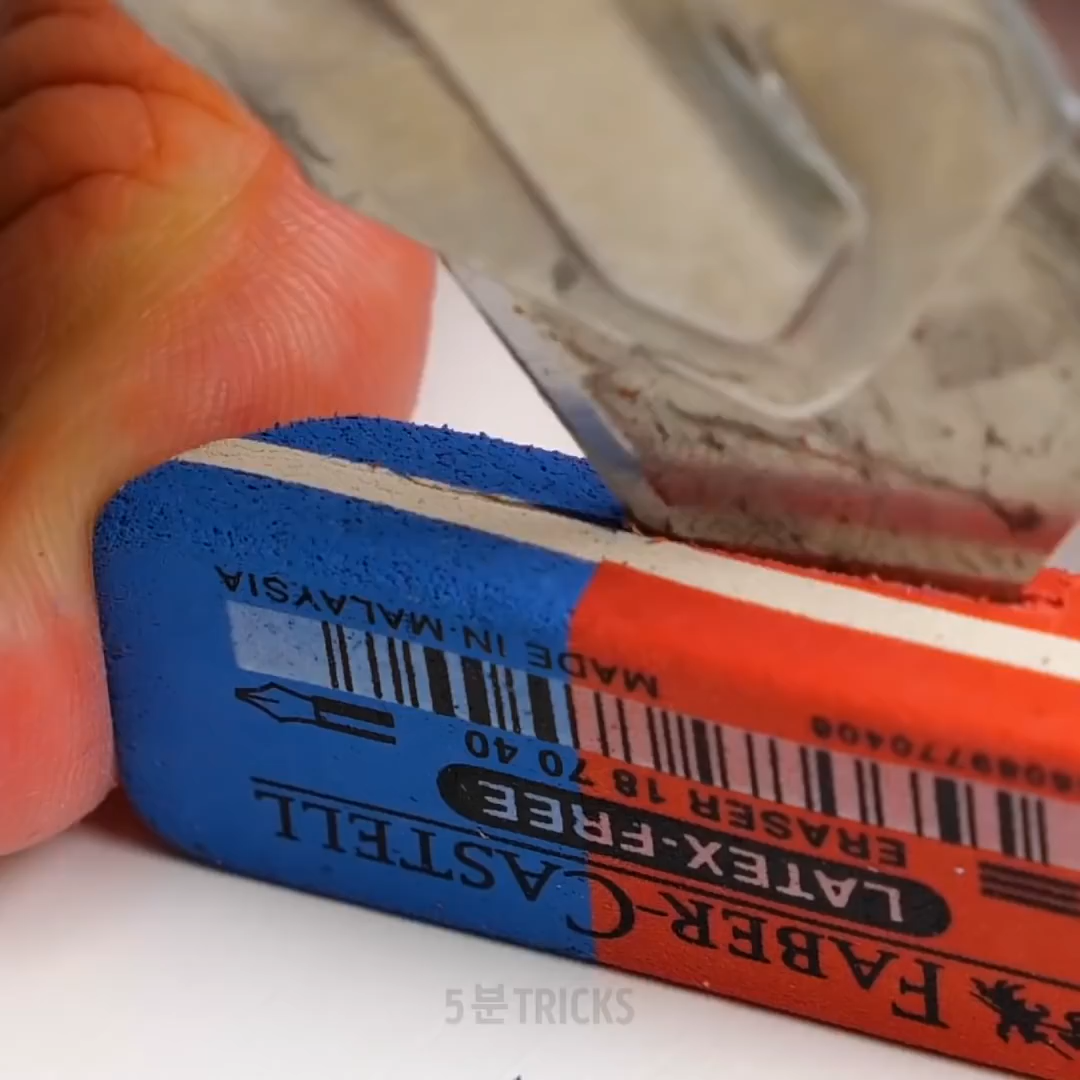 FABER-CASTELL
LATEX-FREE
ERASER 18 70 40
MADE IN MALAYSIA
5분TRICKS